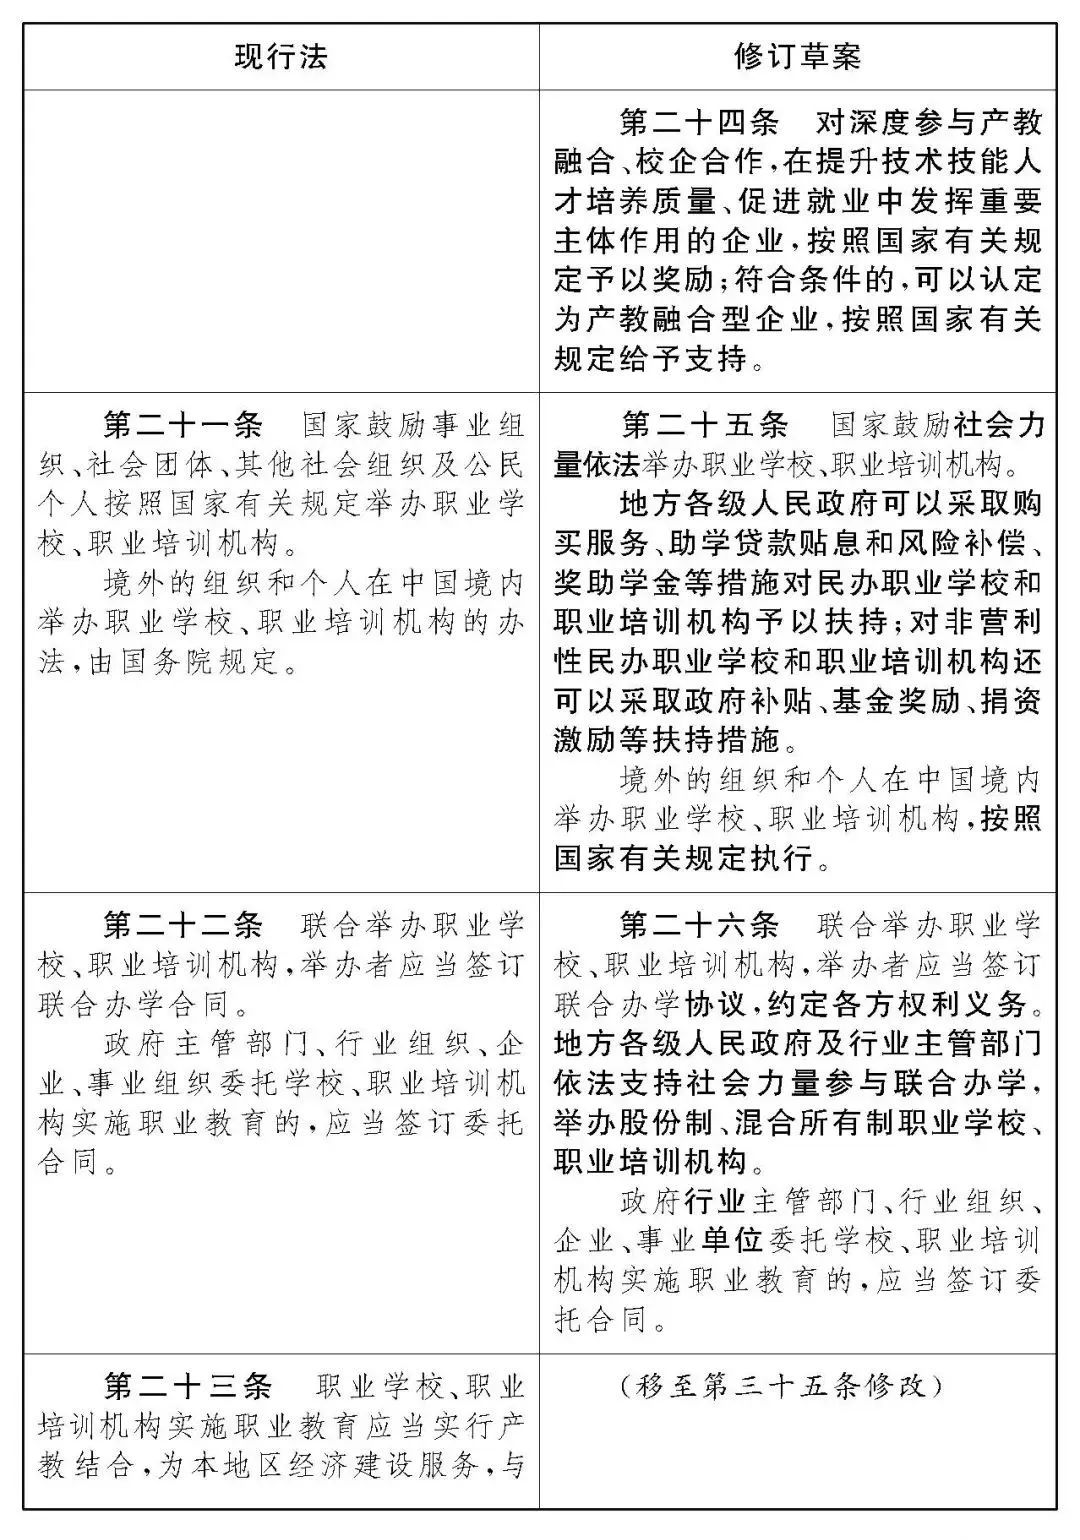 现行法
修订草案
第二十四条 对深度参与产教
融合、校企合作,在提升技术技能人
才培养质量、促进就业中发挥重要
主体作用的企业,按照国家有关规
定予以奖励;符合条件的,可以认定
为产教融合型企业,按照国家有关
规定给予支持。
第二十一条 国家鼓励事业组
织、社会团体、其他社会组织及公民
个人按照国家有关规定举办职业学
校、职业培训机构。
境外的组织和个人在中国境内
举办职业学校、职业培训机构的办
法,由国务院规定。
第二十五条 国家鼓励社会力
量依法举办职业学校、职业培训机构。
地方各级人民政府可以采取购
买服务、助学贷款贴息和风险补偿、
奖助学金等措施对民办职业学校和
职业培训机构予以扶持;对非营利
性民办职业学校和职业培训机构还
可以采取政府补贴、基金奖励、捐资
激励等扶持措施。
境外的组织和个人在中国境内
举办职业学校、职业培训机构,按照
国家有关规定执行。
第二十二条 联合举办职业学
校、职业培训机构,举办者应当签订
联合办学合同。
政府主管部门、行业组织、企
业、事业组织委托学校、职业培训机
构实施职业教育的,应当签订委托
合同。
第二十六条 联合举办职业学
校、职业培训机构,举办者应当签订
联合办学协议,约定各方权利义务。
地方各级人民政府及行业主管部门
依法支持社会力量参与联合办学,
举办股份制、混合所有制职业学校、
职业培训机构。
政府行业主管部门、行业组织、
企业、事业单位委托学校、职业培训
机构实施职业教育的,应当签订委
托合同。
第二十三条 职业学校、职业
培训机构实施职业教育应当实行产
教结合,为本地区经济建设服务,与
(移至第三十五条修改)